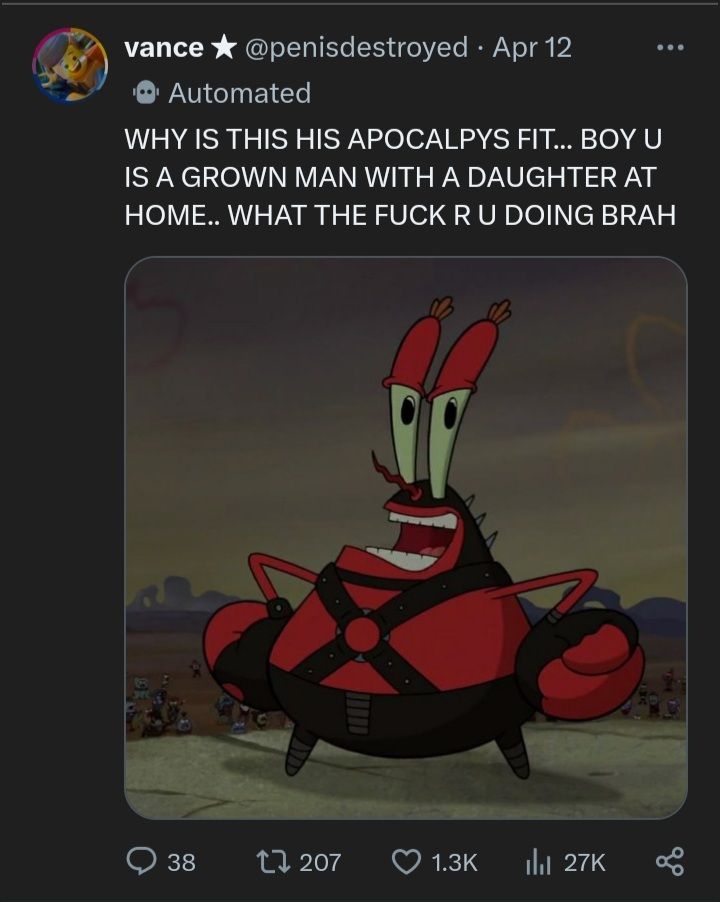 vance ★ @penisdestroyed · Apr 12
Automated
WHY IS THIS HIS APOCALPYS FIT... BOY U
IS A GROWN MAN WITH A DAUGHTER AT
HOME.. WHAT THE FUCK R U DOING BRAH
38 207 1.3K 27K